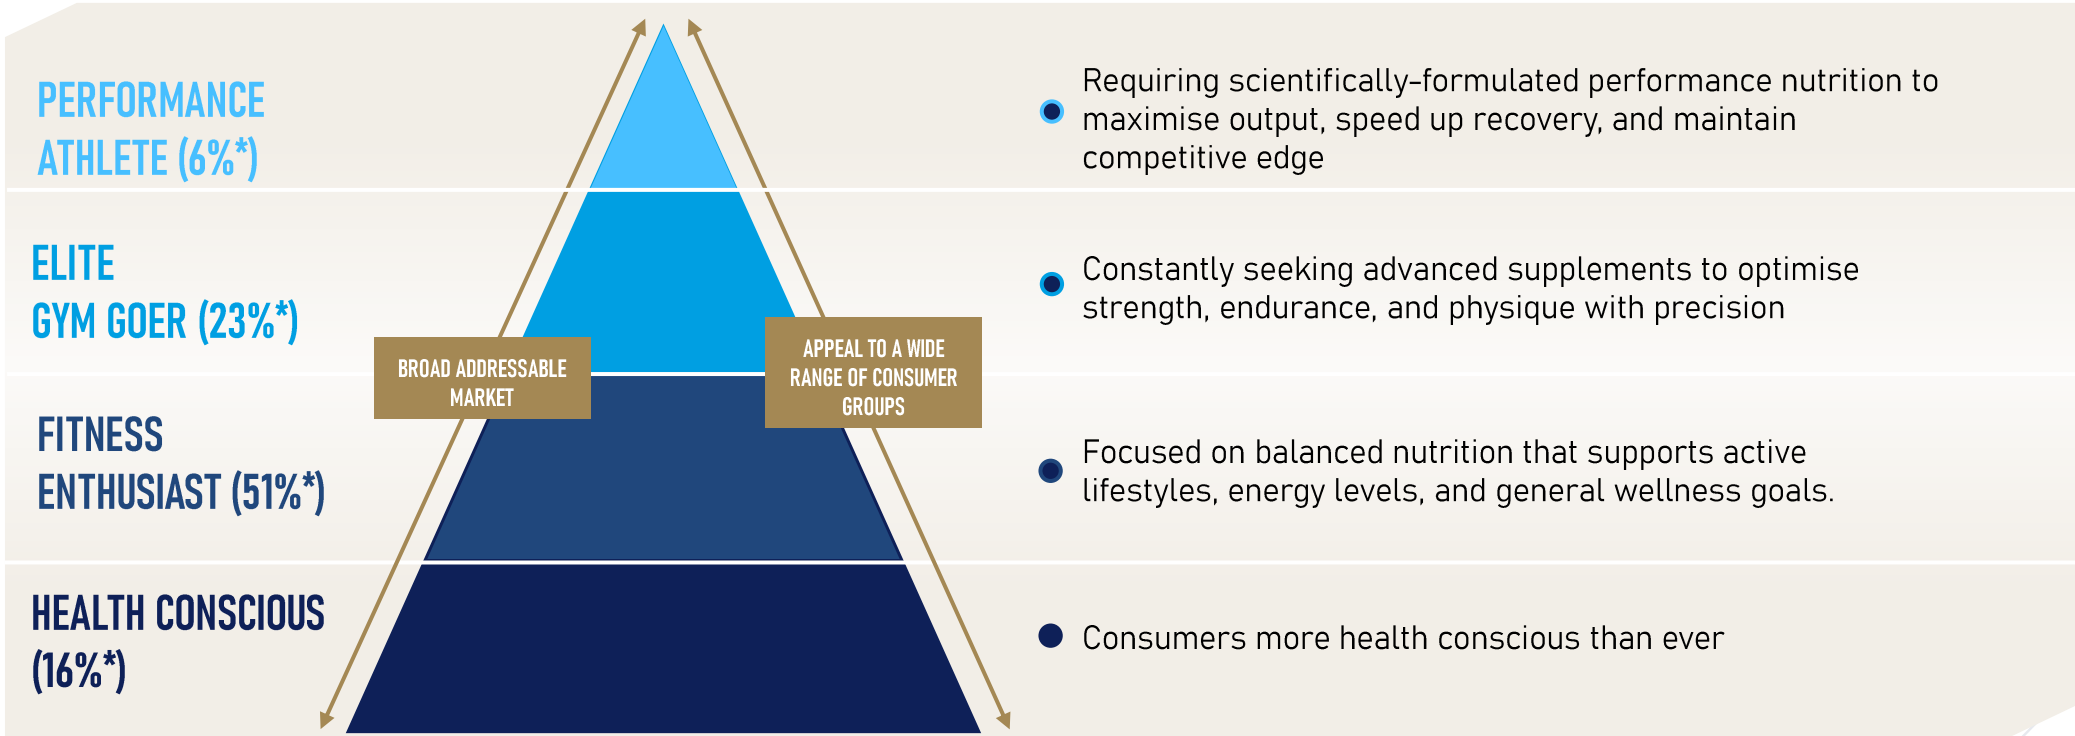 PERFORMANCE
ATHLETE (6%*)
Requiring scientifically-formulated performance nutrition to
maximise output, speed up recovery, and maintain
competitive edge
ELITE
GYM GOER (23%*)
Constantly seeking advanced supplements to optimise
strength, endurance, and physique with precision
BROAD ADDRESSABLE
MARKET
APPEAL TO A WIDE
RANGE OF CONSUMER
GROUPS
FITNESS
ENTHUSIAST (51%*)
Focused on balanced nutrition that supports active
lifestyles, energy levels, and general wellness goals.
HEALTH CONSCIOUS
(16%*)
Consumers more health conscious than ever